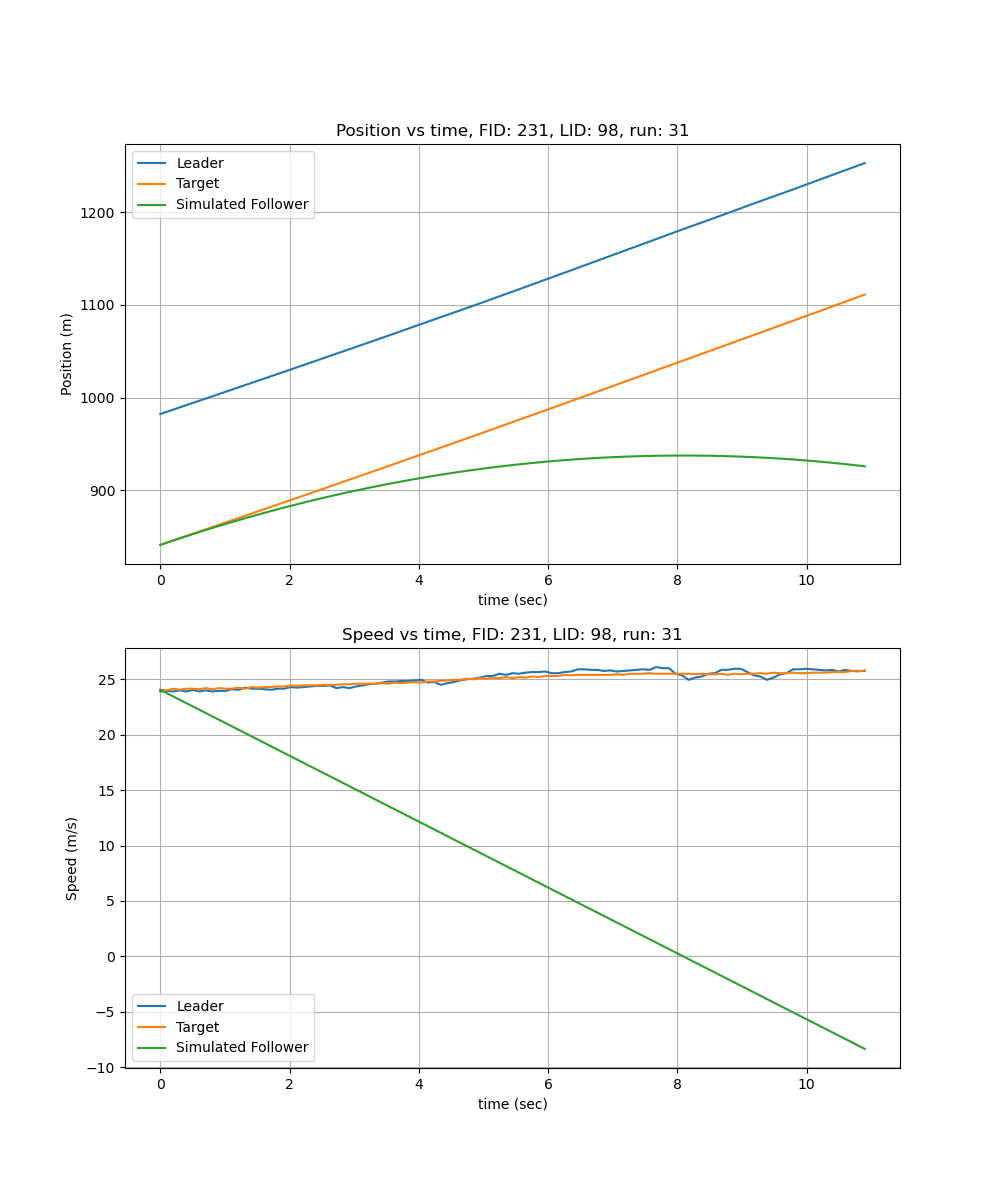 Position vs time, FID: 231, LID: 98, run: 31
Leader
Target
Simulated Follower
1200
1100
1000
900
Position (m)
0 2 4 6 8 10
time (sec)
Speed vs time, FID: 231, LID: 98, run: 31
25
20
15
10
5
0
−5
−10
Speed (m/s)
Leader
Target
Simulated Follower
0 2 4 6 8 10
time (sec)